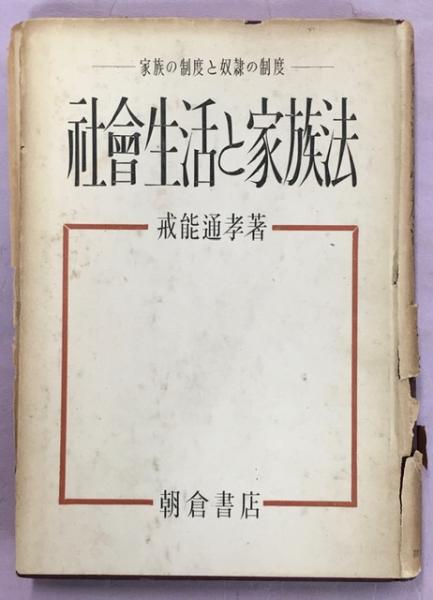 家族の制度と奴隷の制度
社會生活と家族法
戒能通孝著
朝倉書店